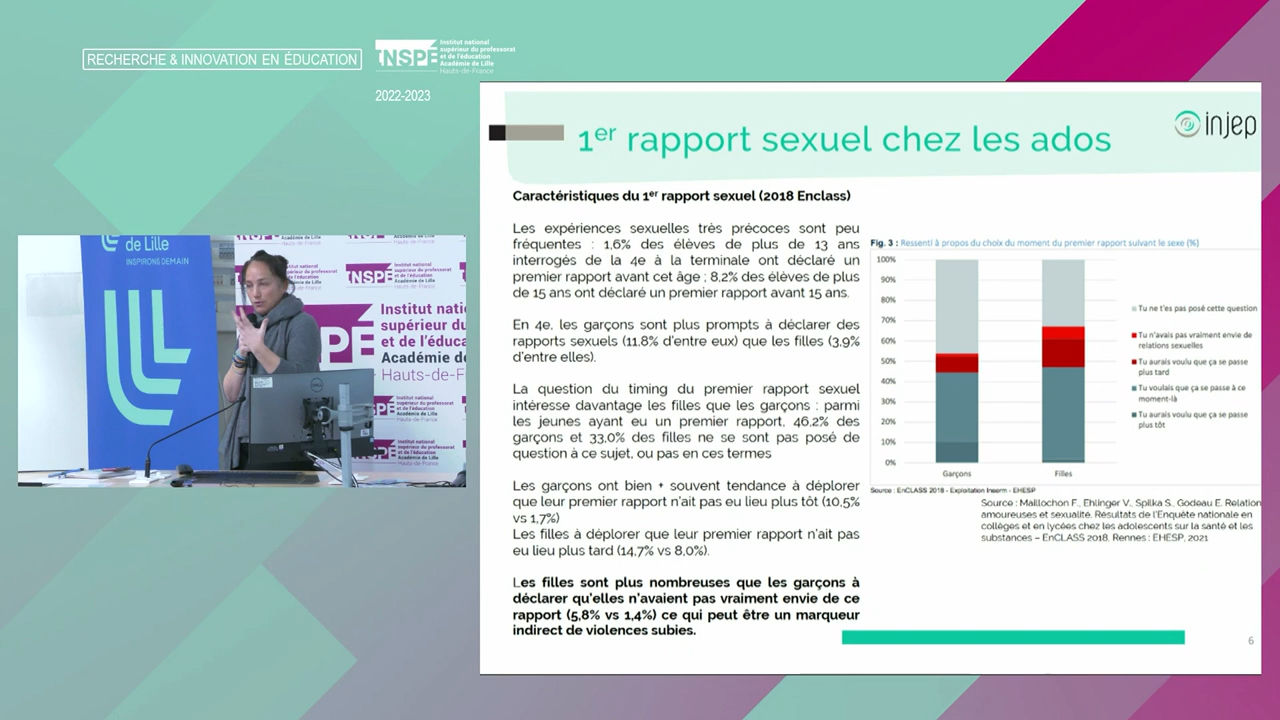 RECHERCHE & INNOVATION EN ÉDUCATION
INSPÉ
Institut national
supérieur du professorat
et de l'éducation
Académie de Lille
Hauts-de-France
2022-2023
de Lille
INSPIRONS DEMAIN
INSPÉ
Institut
supérieur du
et de l'éduca
Académie de
Hauts-de-F
1er rapport sexuel chez les ados
injep
Caractéristiques du 1er rapport sexuel (2018 Enclass)
Les expériences sexuelles très précoces sont peu
fréquentes : 1,6% des élèves de plus de 13 ans
interrogés de la 4e à la terminale ont déclaré un
premier rapport avant cet âge ; 8,2% des élèves de plus
de 15 ans ont déclaré un premier rapport avant 15 ans.
En 4e, les garçons sont plus prompts à déclarer des
rapports sexuels (11,8% d'entre eux) que les filles (3,9%
d'entre elles).
La question du timing du premier rapport sexuel
intéresse davantage les filles que les garçons : parmi
les jeunes ayant eu un premier rapport, 46,2% des
garçons et 33,0% des filles ne se sont pas posé de
question à ce sujet, ou pas en ces termes
Les garçons ont bien + souvent tendance à déplorer
que leur premier rapport n'ait pas eu lieu plus tôt (10,5%
vs 1,7%)
Les filles à déplorer que leur premier rapport n'ait pas
eu lieu plus tard (14,7% vs 8,0%).
Les filles sont plus nombreuses que les garçons à
déclarer qu'elles n'avaient pas vraiment envie de ce
rapport (5,8% vs 1,4%) ce qui peut être un marqueur
indirect de violences subies.
Fig. 3 : Ressenti à propos du choix du moment du premier rapport suivant le sexe (%)
100%
90%
80%
70%
60%
50%
40%
30%
20%
10%
0%
Garçons
Filles
Tu ne t'es pas posé cette question
Tu n'avais pas vraiment envie de
relations sexuelles
Tu aurais voulu que ça se passe
plus tard
Tu voulais que ça se passe à ce
moment-là
Tu aurais voulu que ça se passe
plus tôt
Source : EnCLASS 2018 - Exploitation Inserm - EHESP
Source : Maillochon F., Ehlinger V., Spilka S., Godeau E. Relation
amoureuses et sexualité. Résultats de l'Enquête nationale en
collèges et en lycées chez les adolescents sur la santé et les
substances – EnCLASS 2018. Rennes : EHESP, 2021
6